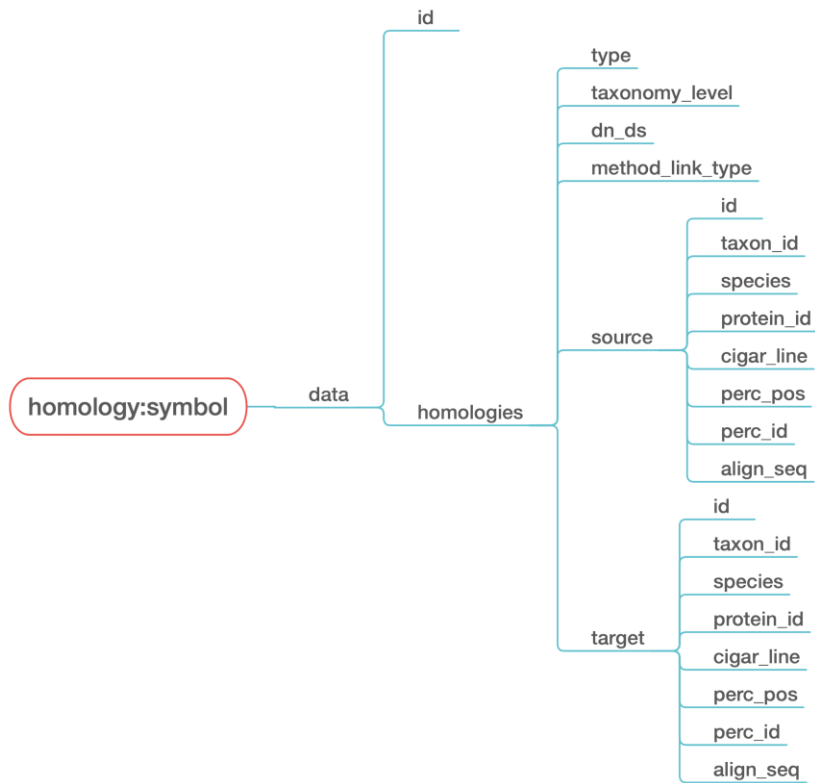 id
type
taxonomy_level
dn_ds
method_link_type
id
taxon_id
species
protein_id
source
cigar_line
perc_pos
data
homology:symbol
homologies
perc_id
align_seq
id
taxon_id
species
protein_id
target
cigar_line
perc_pos
perc_id
align_seq